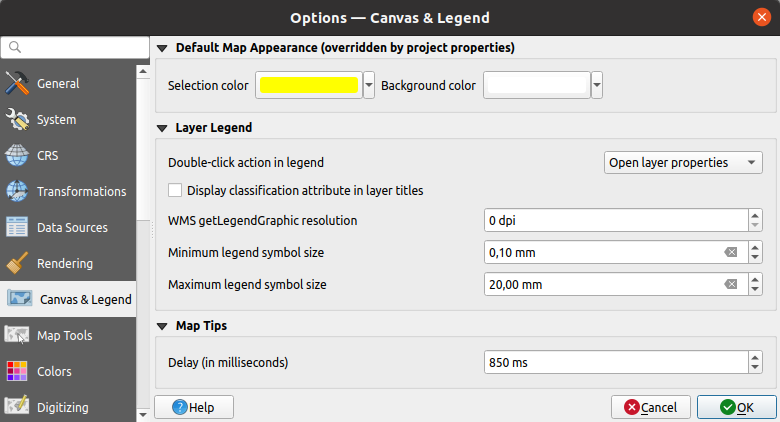 Options — Canvas & Legend
General
System
CRS
Transformations
Data Sources
Rendering
Canvas & Legend
Map Tools
Colors
Digitizing
Default Map Appearance (overridden by project properties)
Selection color
Background color
Layer Legend
Double-click action in legend
Open layer properties
Display classification attribute in layer titles
WMS getLegendGraphic resolution
0 dpi
Minimum legend symbol size
0,10 mm
Maximum legend symbol size
20,00 mm
Map Tips
Delay (in milliseconds)
850 ms
Help
Cancel
OK